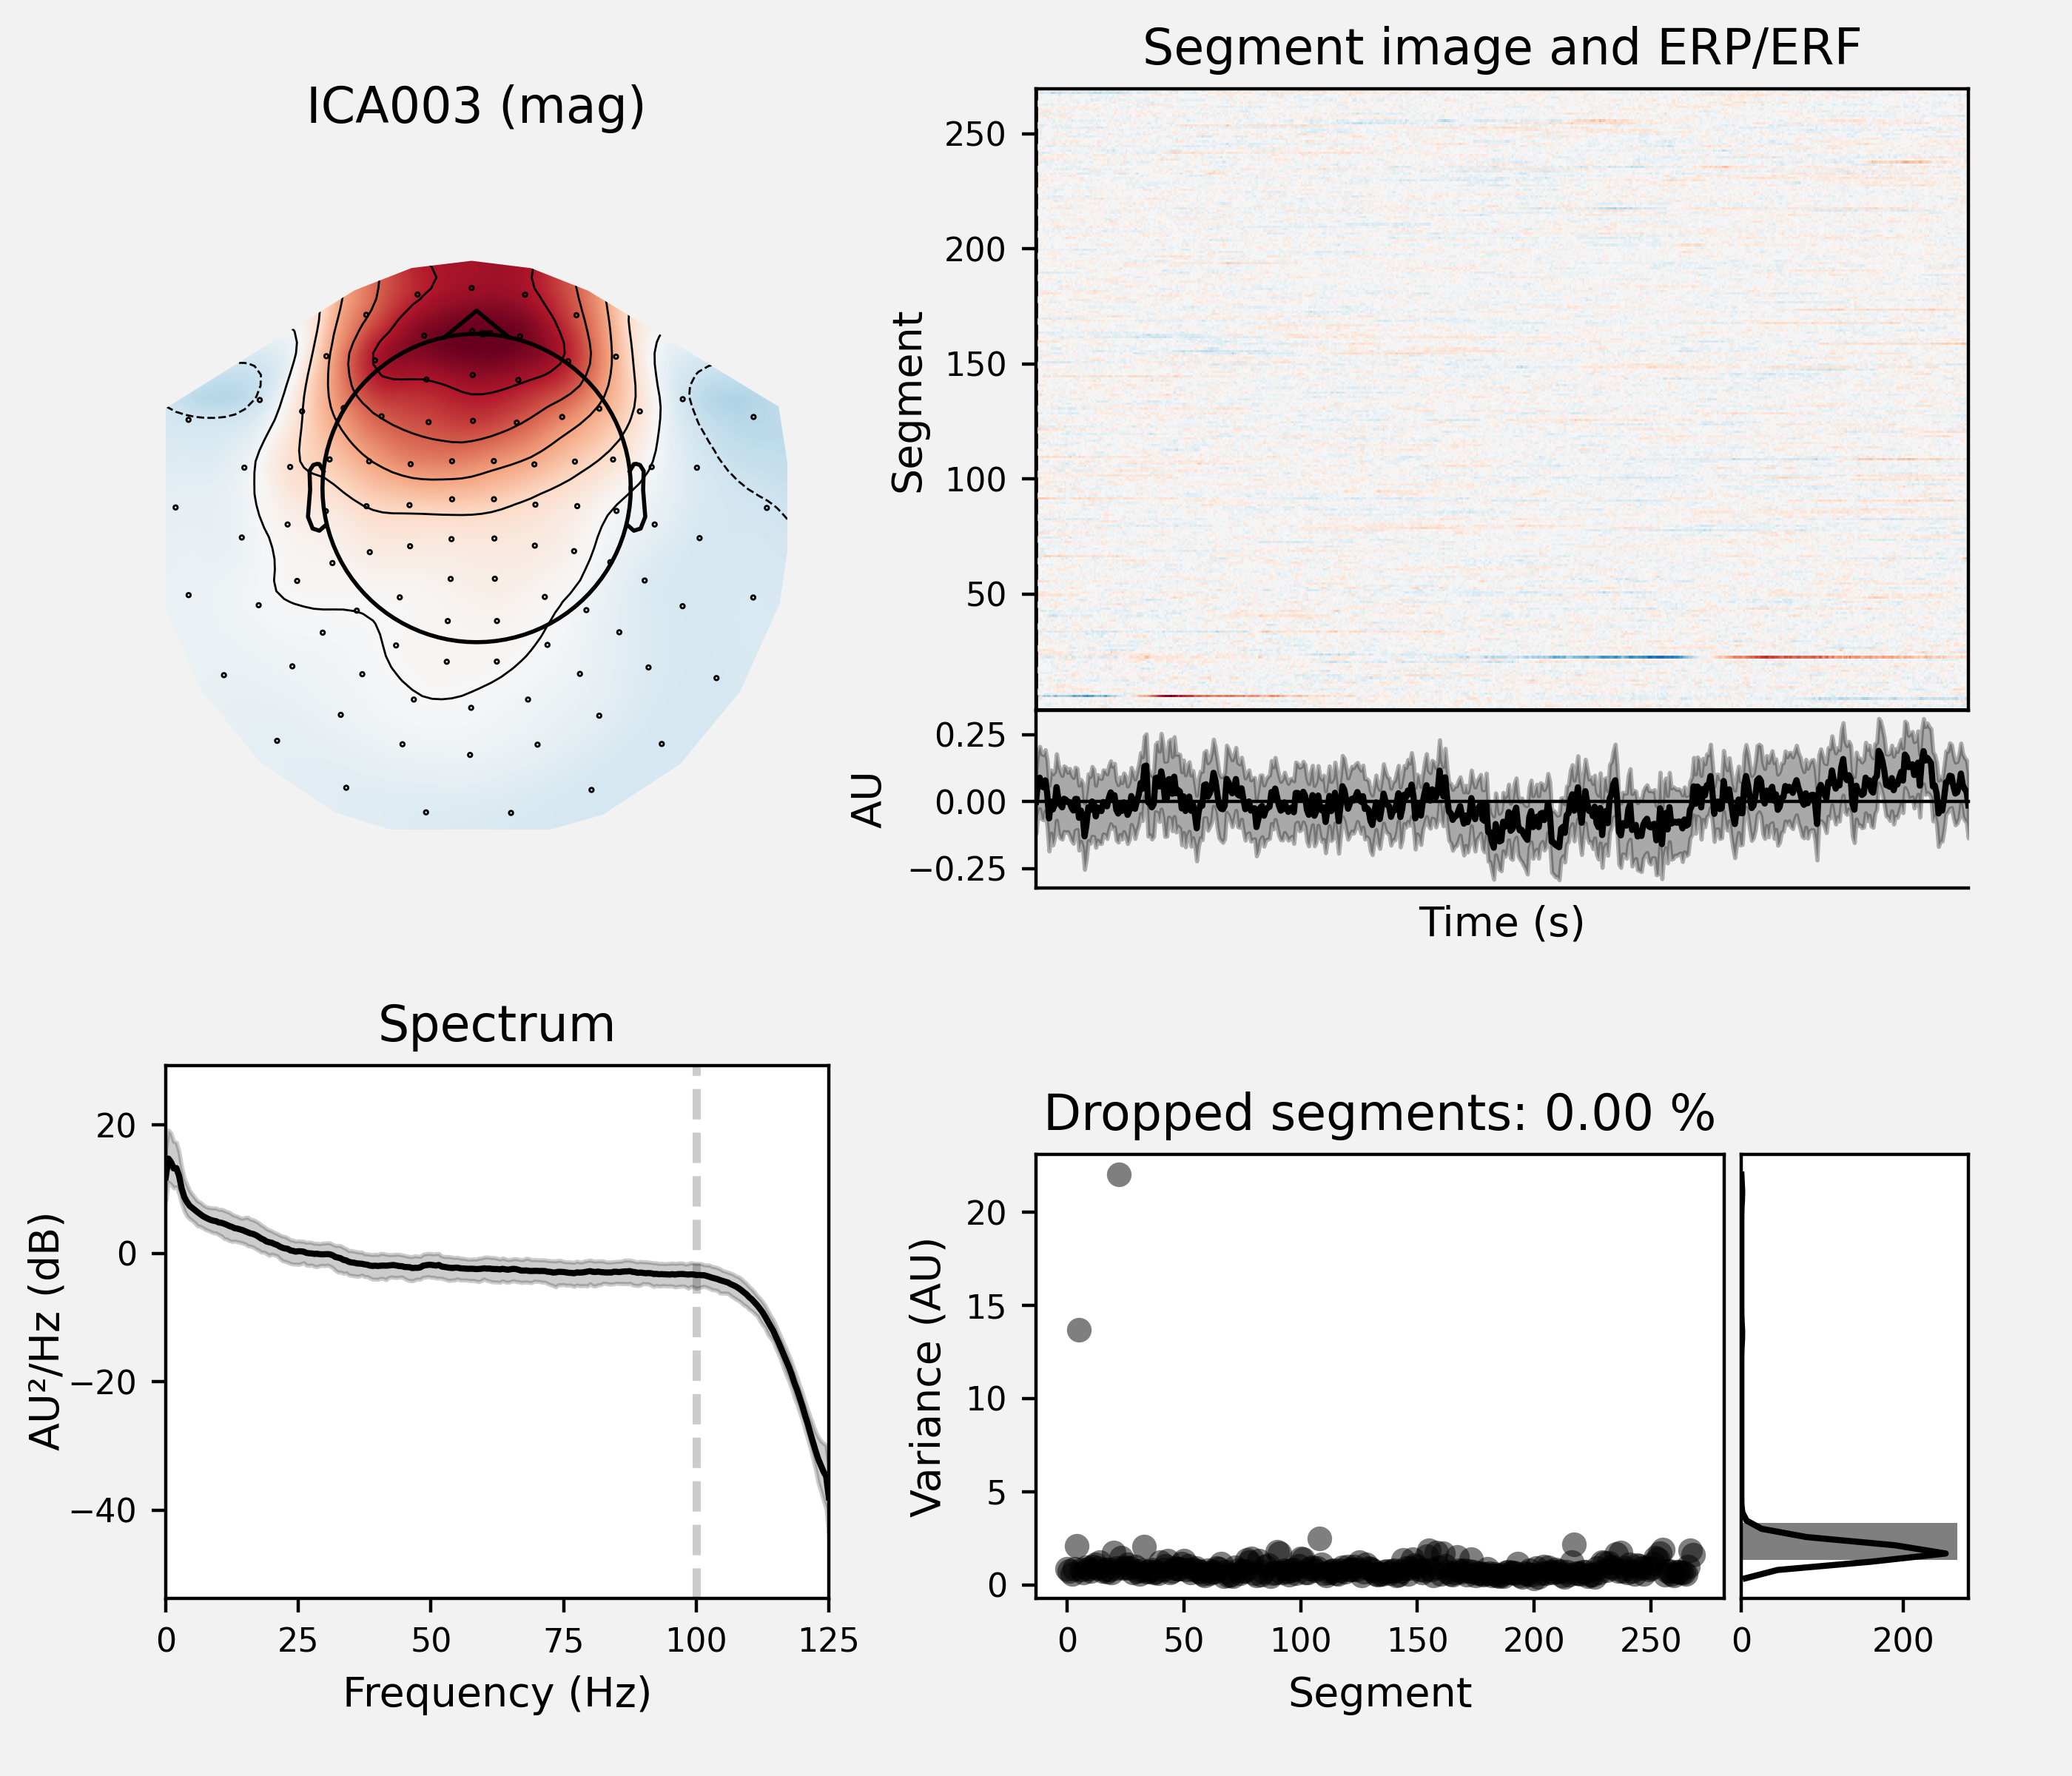 ICA003 (mag)
Segment image and ERP/ERF
250
200
150
100
50
Segment
0.25
0.00
−0.25
AU
Time (s)
Spectrum
20
0
−20
−40
AU²/Hz (dB)
0
25
50
75
100
125
Frequency (Hz)
Dropped segments: 0.00 %
20
15
10
5
0
Variance (AU)
0
50
100
150
200
250
Segment
0
200